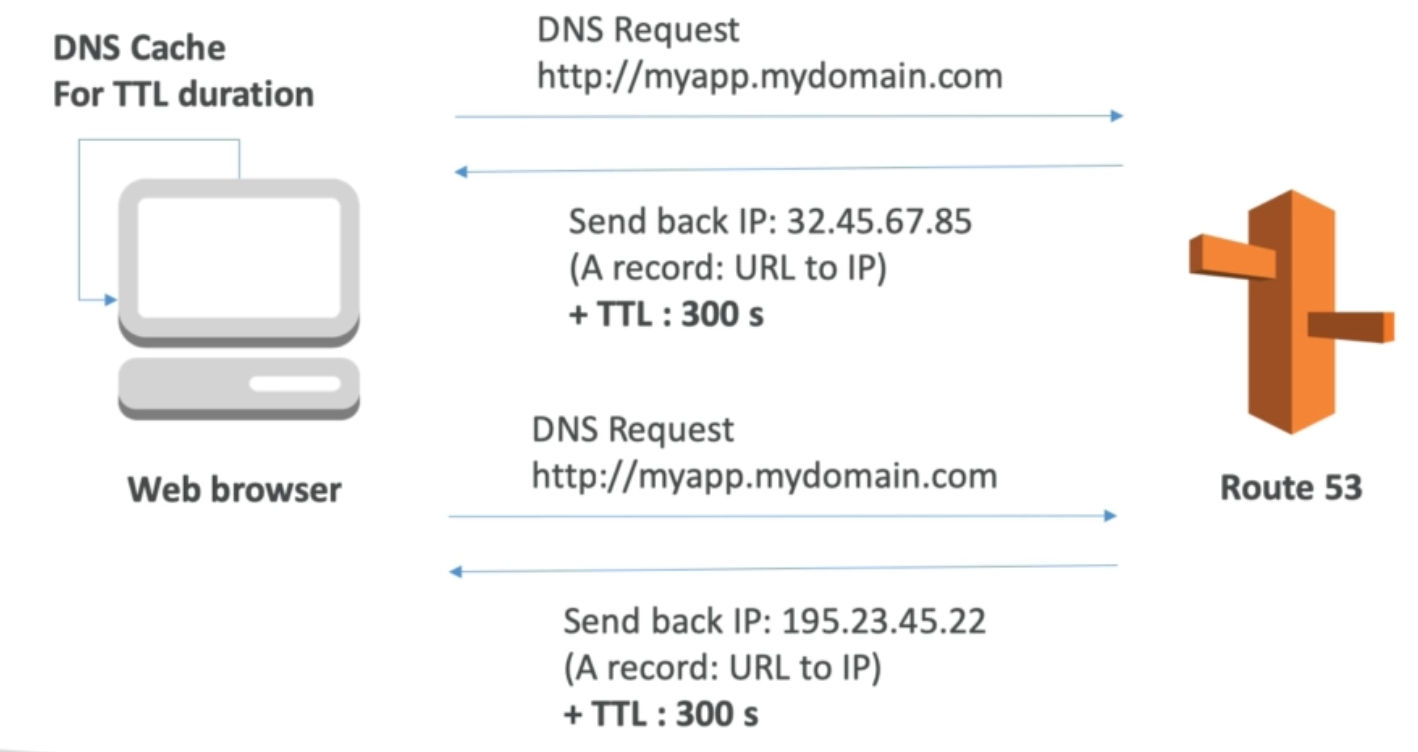 DNS Cache
For TTL duration
DNS Request
http://myapp.mydomain.com
Send back IP: 32.45.67.85
(A record: URL to IP)
+ TTL : 300 s
Web browser
DNS Request
http://myapp.mydomain.com
Route 53
Send back IP: 195.23.45.22
(A record: URL to IP)
+ TTL : 300 s